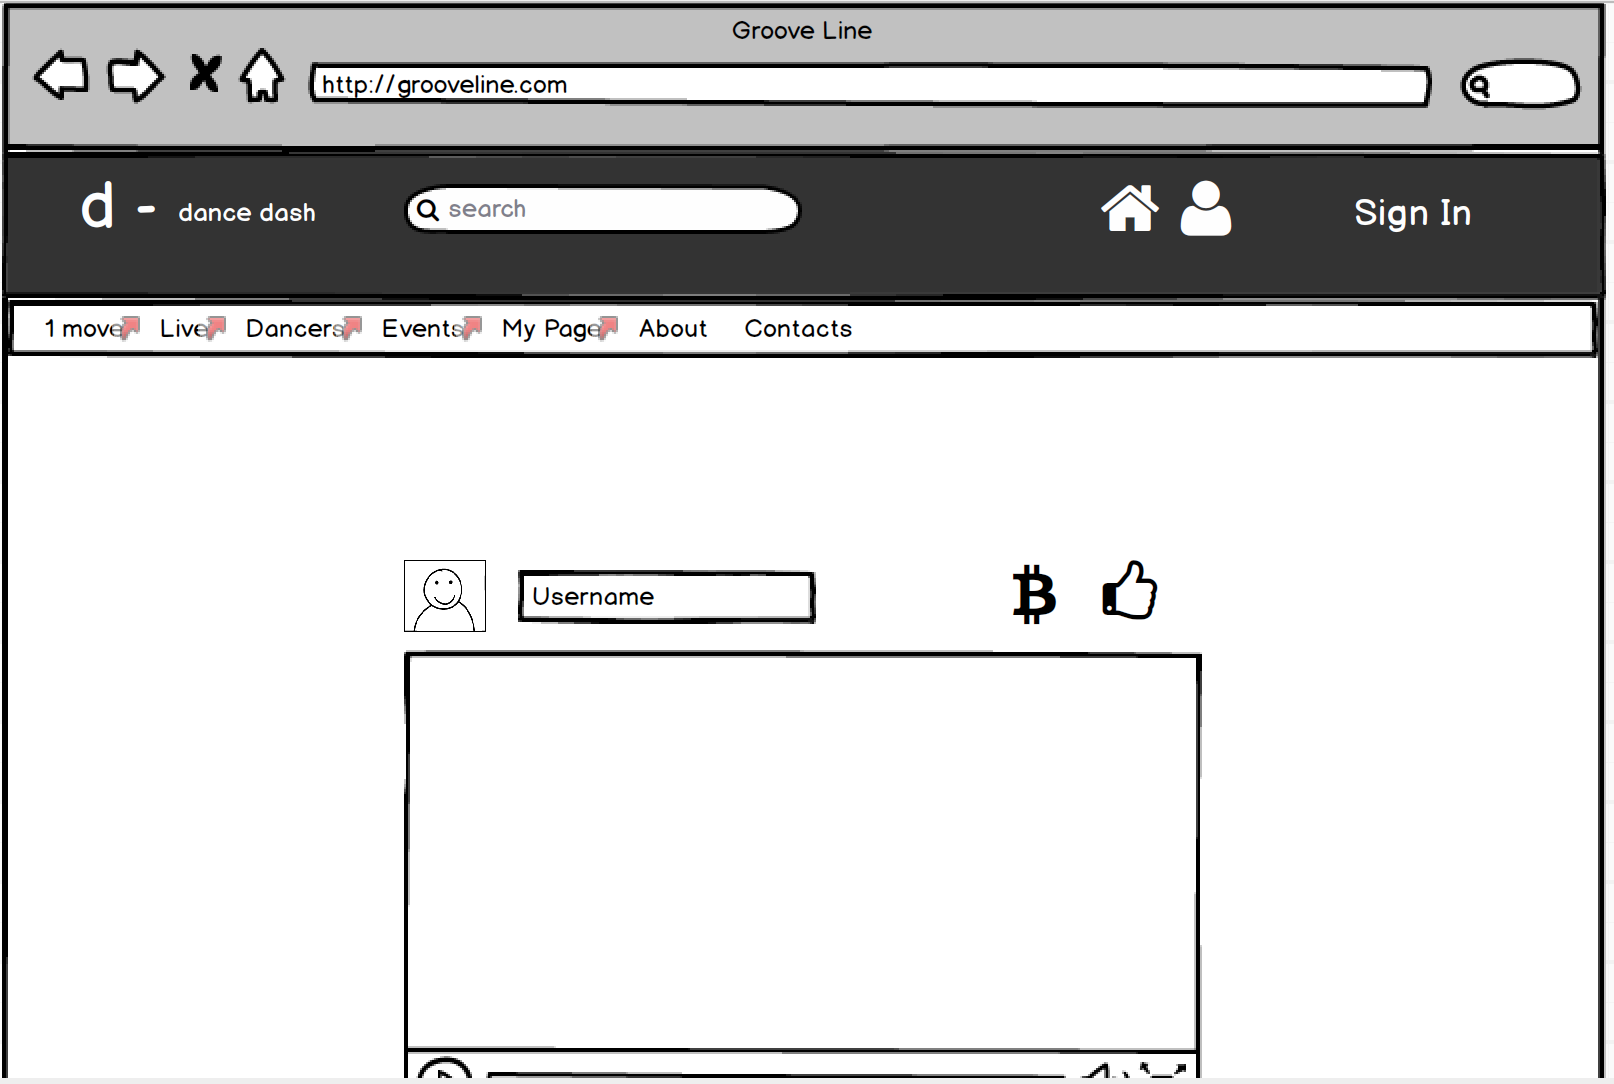 Groove Line
http://grooveline.com
d - dance dash
search
Sign In
1 move Live Dancers Events My Page About Contacts
Username